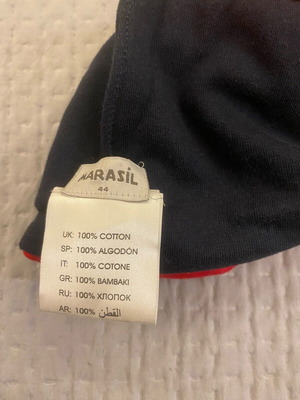 MARASiL
44
UK: 100% COTTON
SP: 100% ALGODÓN
IT: 100% COTONE
GR: 100% BAMBAKI
RU: 100% ХЛОПОК
AR: 100% القطن